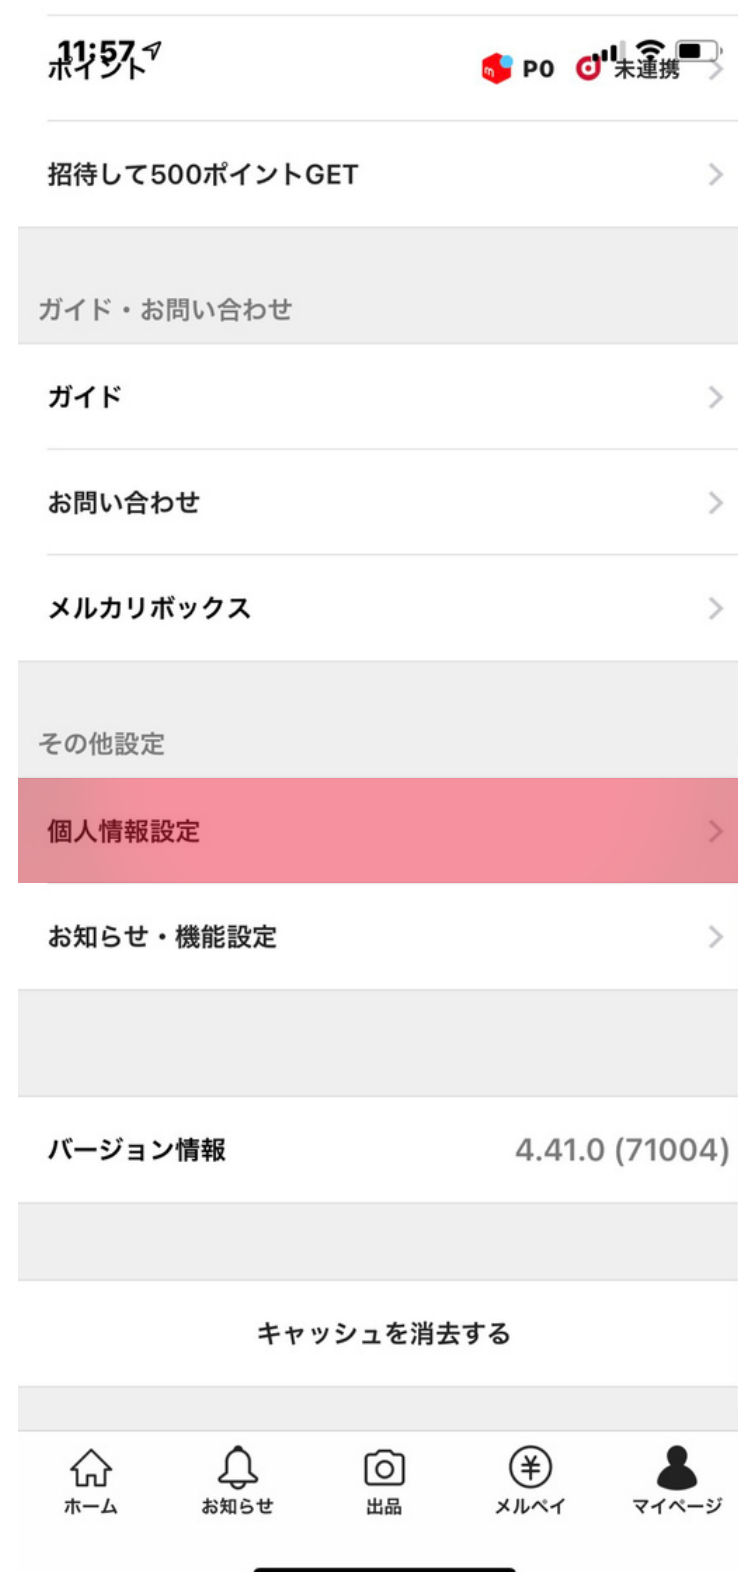 11:57
ポイント P0 未連携
招待して500ポイントGET
ガイド・お問い合わせ
ガイド
お問い合わせ
メルカリボックス
その他設定
個人情報設定
お知らせ・機能設定
バージョン情報 4.41.0 (71004)
キャッシュを消去する
ホーム お知らせ 出品 メルペイ マイページ